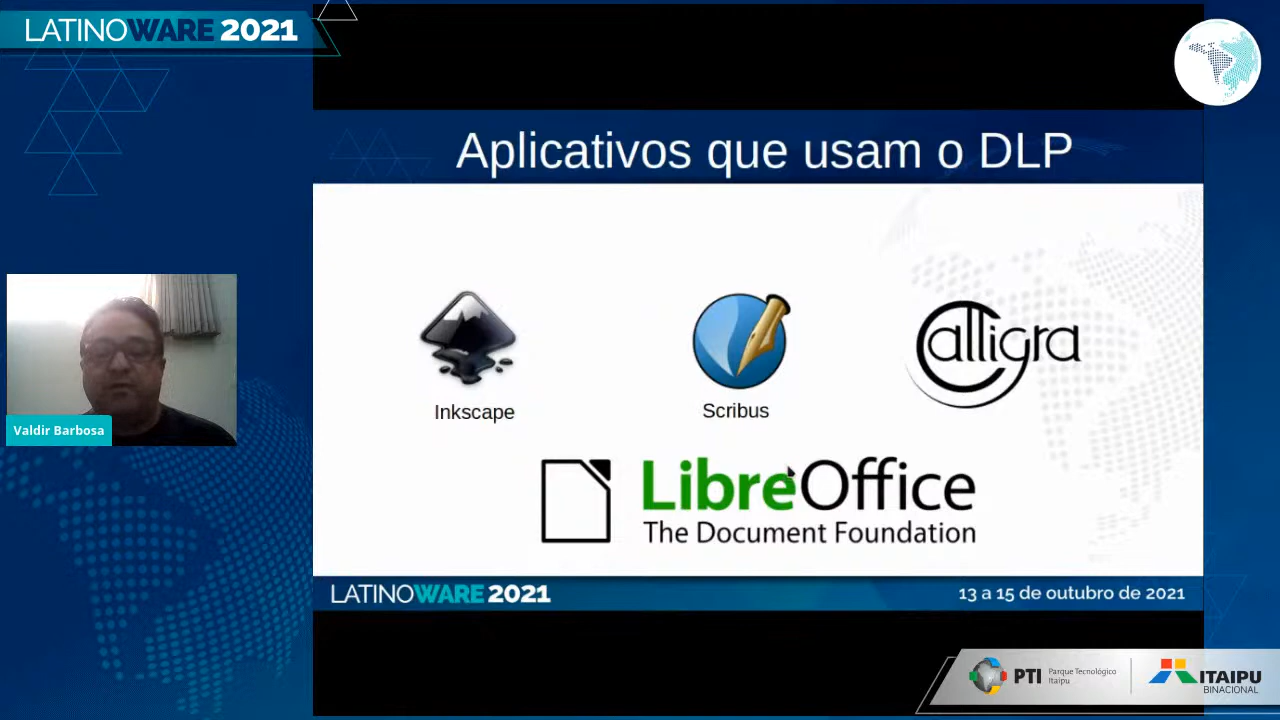 LATINOWARE 2021
Aplicativos que usam o DLP
Inkscape
Scribus
Calligra
LibreOffice
The Document Foundation
Valdir Barbosa
LATINOWARE 2021
13 a 15 de outubro de 2021
PTI
Parque Tecnológico
Itaipu
ITAIPU
BINACIONAL